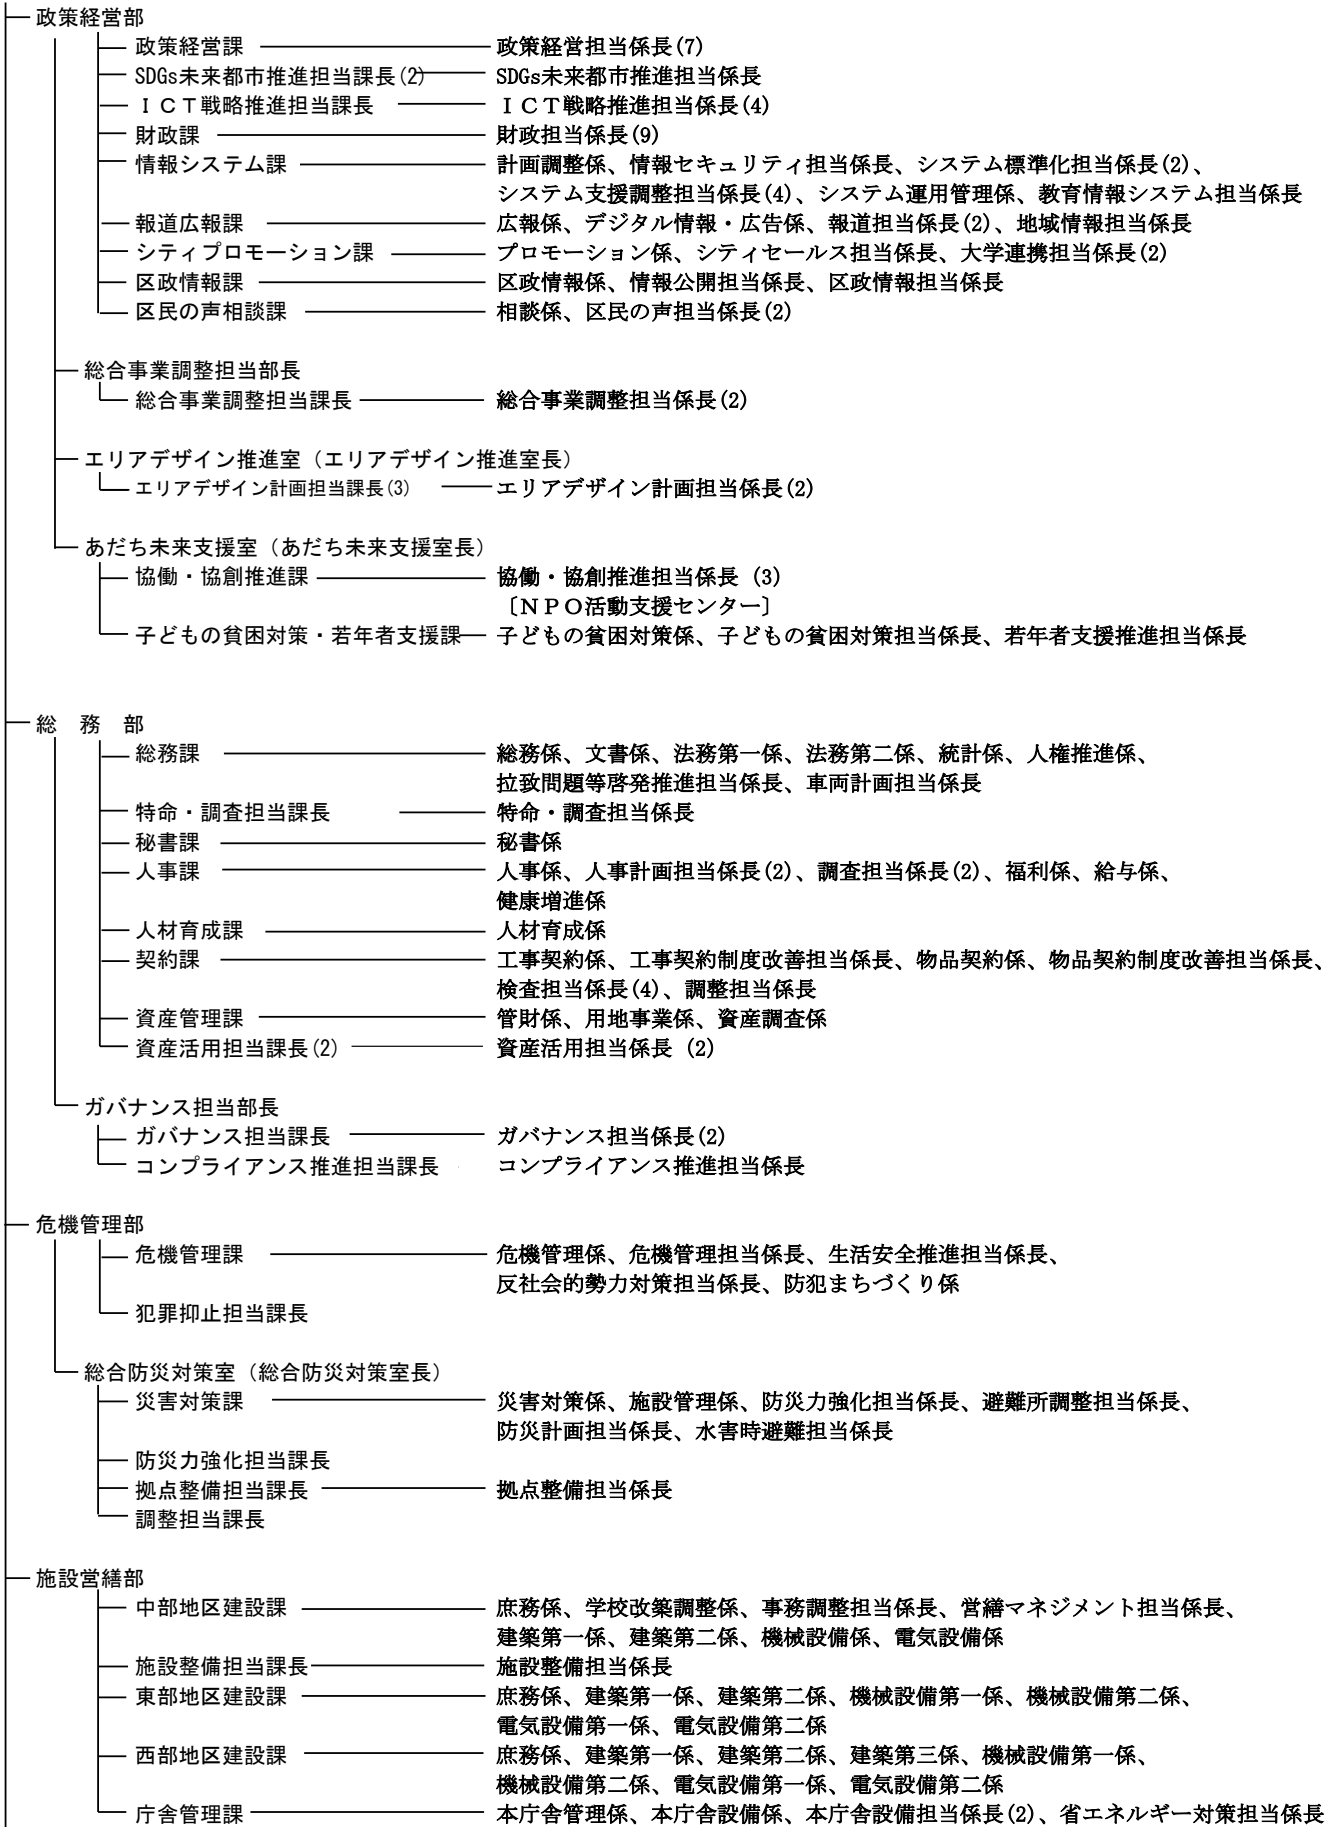 政策経営部
政策経営課 政策経営担当係長(7)
SDGs未来都市推進担当課長(2) SDGs未来都市推進担当係長
ＩＣＴ戦略推進担当課長 ＩＣＴ戦略推進担当係長(4)
財政課 財政担当係長(9)
情報システム課 計画調整係、情報セキュリティ担当係長、システム標準化担当係長(2)、
システム支援調整担当係長(4)、システム運用管理係、教育情報システム担当係長
報道広報課 広報係、デジタル情報・広告係、報道担当係長(2)、地域情報担当係長
シティプロモーション課 プロモーション係、シティセールス担当係長、大学連携担当係長(2)
区政情報課 区政情報係、情報公開担当係長、区政情報担当係長
区民の声相談課 相談係、区民の声担当係長(2)
総合事業調整担当部長
総合事業調整担当課長 総合事業調整担当係長(2)
エリアデザイン推進室（エリアデザイン推進室長）
エリアデザイン計画担当課長(3) エリアデザイン計画担当係長(2)
あだち未来支援室（あだち未来支援室長）
協働・協創推進課 協働・協創推進担当係長 (3)
〔ＮＰＯ活動支援センター〕
子どもの貧困対策・若年者支援課 子どもの貧困対策係、子どもの貧困対策担当係長、若年者支援推進担当係長
総　務　部
総務課 総務係、文書係、法務第一係、法務第二係、統計係、人権推進係、
拉致問題等啓発推進担当係長、車両計画担当係長
特命・調査担当課長 特命・調査担当係長
秘書課 秘書係
人事課 人事係、人事計画担当係長(2)、調査担当係長(2)、福利係、給与係、
健康増進係
人材育成課 人材育成係
契約課 工事契約係、工事契約制度改善担当係長、物品契約係、物品契約制度改善担当係長、
検査担当係長(4)、調整担当係長
資産管理課 管財係、用地事業係、資産調査係
資産活用担当課長(2) 資産活用担当係長 (2)
ガバナンス担当部長
ガバナンス担当課長 ガバナンス担当係長(2)
コンプライアンス推進担当課長 コンプライアンス推進担当係長
危機管理部
危機管理課 危機管理係、危機管理担当係長、生活安全推進担当係長、
反社会的勢力対策担当係長、防犯まちづくり係
犯罪抑止担当課長
総合防災対策室（総合防災対策室長）
災害対策課 災害対策係、施設管理係、防災力強化担当係長、避難所調整担当係長、
防災計画担当係長、水害時避難担当係長
防災力強化担当課長
拠点整備担当課長 拠点整備担当係長
調整担当課長
施設営繕部
中部地区建設課 庶務係、学校改築調整係、事務調整担当係長、営繕マネジメント担当係長、
建築第一係、建築第二係、機械設備係、電気設備係
施設整備担当課長 施設整備担当係長
東部地区建設課 庶務係、建築第一係、建築第二係、機械設備第一係、機械設備第二係、
電気設備第一係、電気設備第二係
西部地区建設課 庶務係、建築第一係、建築第二係、建築第三係、機械設備第一係、
機械設備第二係、電気設備第一係、電気設備第二係
庁舎管理課 本庁舎管理係、本庁舎設備係、本庁舎設備担当係長(2)、省エネルギー対策担当係長